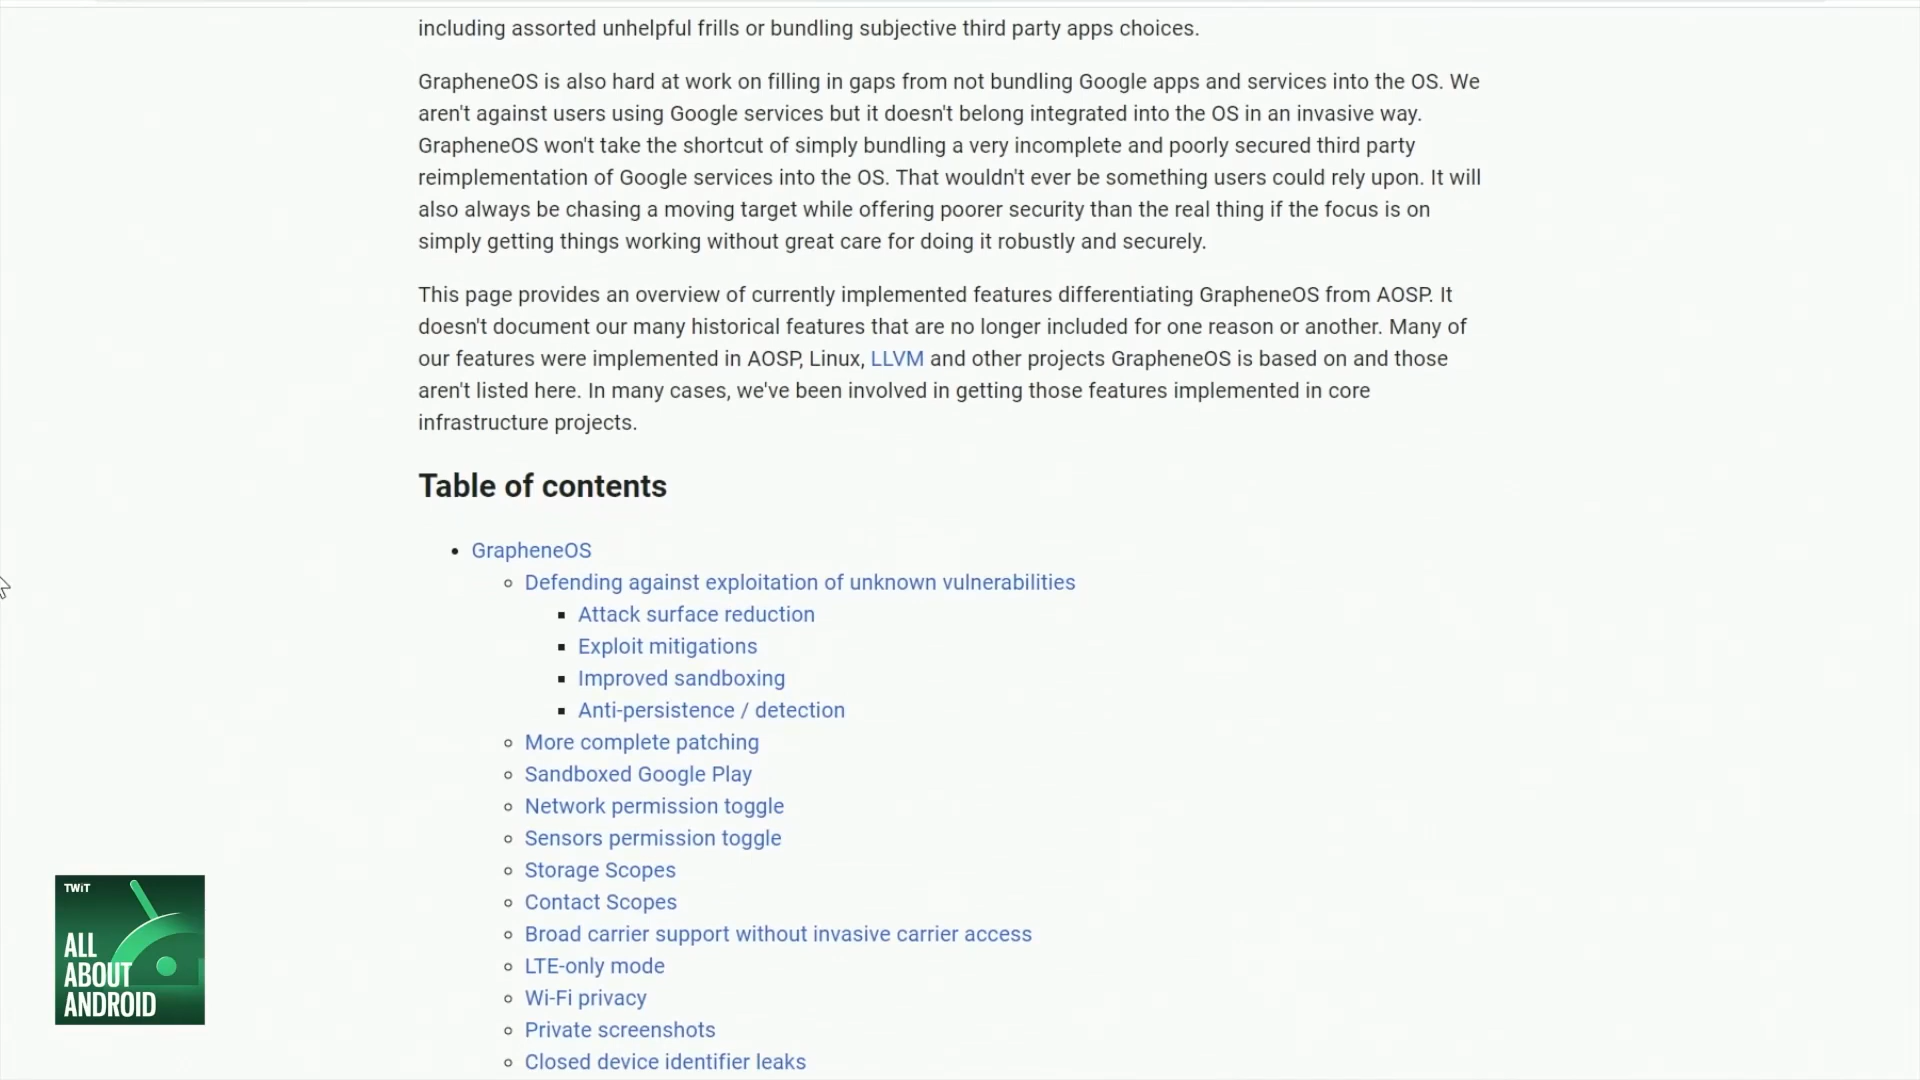 including assorted unhelpful frills or bundling subjective third party apps choices.
GrapheneOS is also hard at work on filling in gaps from not bundling Google apps and services into the OS. We
aren't against users using Google services but it doesn't belong integrated into the OS in an invasive way.
GrapheneOS won't take the shortcut of simply bundling a very incomplete and poorly secured third party
reimplementation of Google services into the OS. That wouldn't ever be something users could rely upon. It will
also always be chasing a moving target while offering poorer security than the real thing if the focus is on
simply getting things working without great care for doing it robustly and securely.
This page provides an overview of currently implemented features differentiating GrapheneOS from AOSP. It
doesn't document our many historical features that are no longer included for one reason or another. Many of
our features were implemented in AOSP, Linux, LLVM and other projects GrapheneOS is based on and those
aren't listed here. In many cases, we've been involved in getting those features implemented in core
infrastructure projects.
Table of contents
GrapheneOS
Defending against exploitation of unknown vulnerabilities
Attack surface reduction
Exploit mitigations
Improved sandboxing
Anti-persistence / detection
More complete patching
Sandboxed Google Play
Network permission toggle
Sensors permission toggle
Storage Scopes
Contact Scopes
Broad carrier support without invasive carrier access
LTE-only mode
Wi-Fi privacy
Private screenshots
Closed device identifier leaks
TWiT
ALL
ABOUT
ANDROID